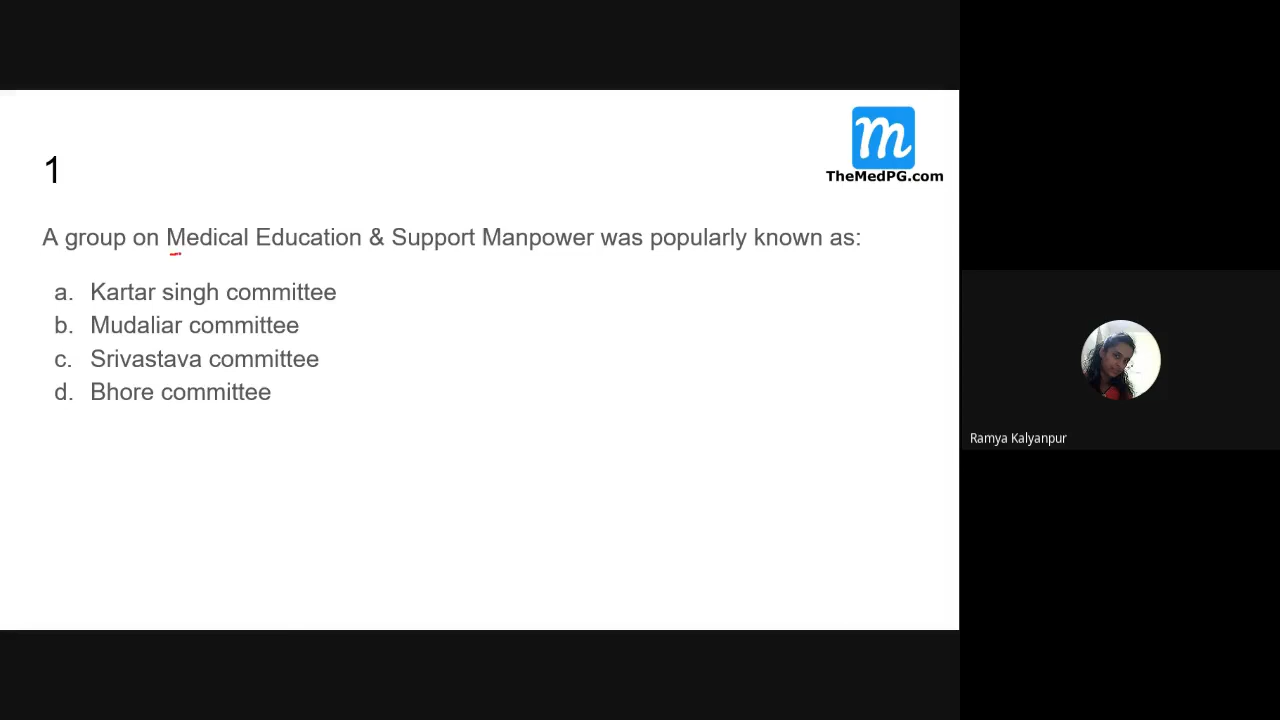 m
TheMedPG.com
1
A group on Medical Education & Support Manpower was popularly known as:
a. Kartar singh committee
b. Mudaliar committee
c. Srivastava committee
d. Bhore committee
Ramya Kalyanpur